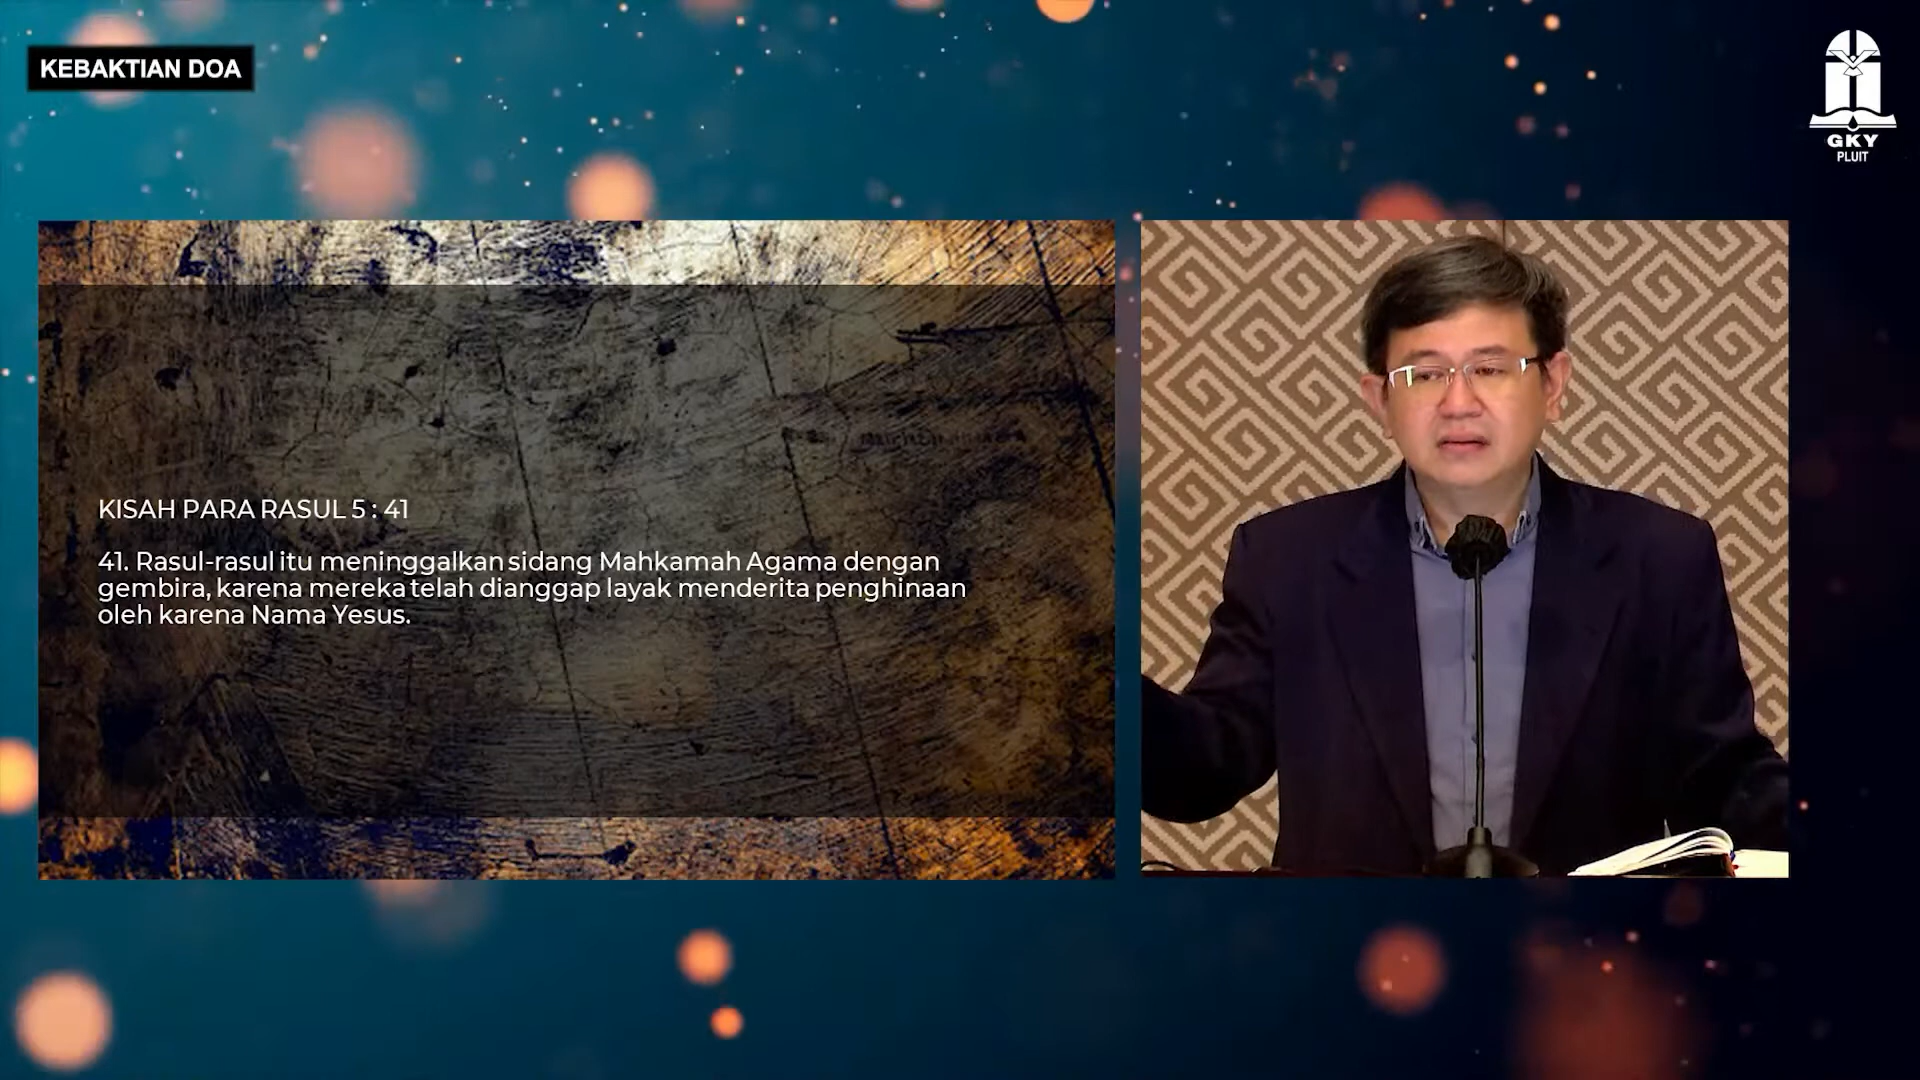 KEBAKTIAN DOA
GKY
PLUIT
KISAH PARA RASUL 5 : 41
41. Rasul-rasul itu meninggalkan sidang Mahkamah Agama dengan
gembira, karena mereka telah dianggap layak menderita penghinaan
oleh karena Nama Yesus.